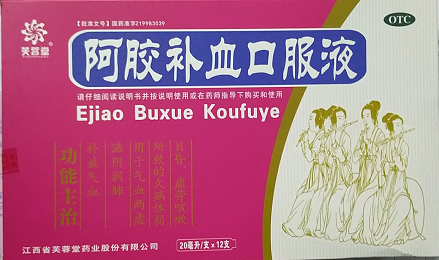 【批准文号】国药准字Z19983039
OTC
芙蓉堂
阿胶补血口服液
请仔细阅读说明书并按说明使用或在药师指导下购买和使用
Ejiao Buxue Koufuye
功能主治
补益气血
滋阴润肺
用于气血两虚
所致的久病体弱
目昏、虚劳咳嗽
20毫升/支×12支
江西省芙蓉堂药业股份有限公司